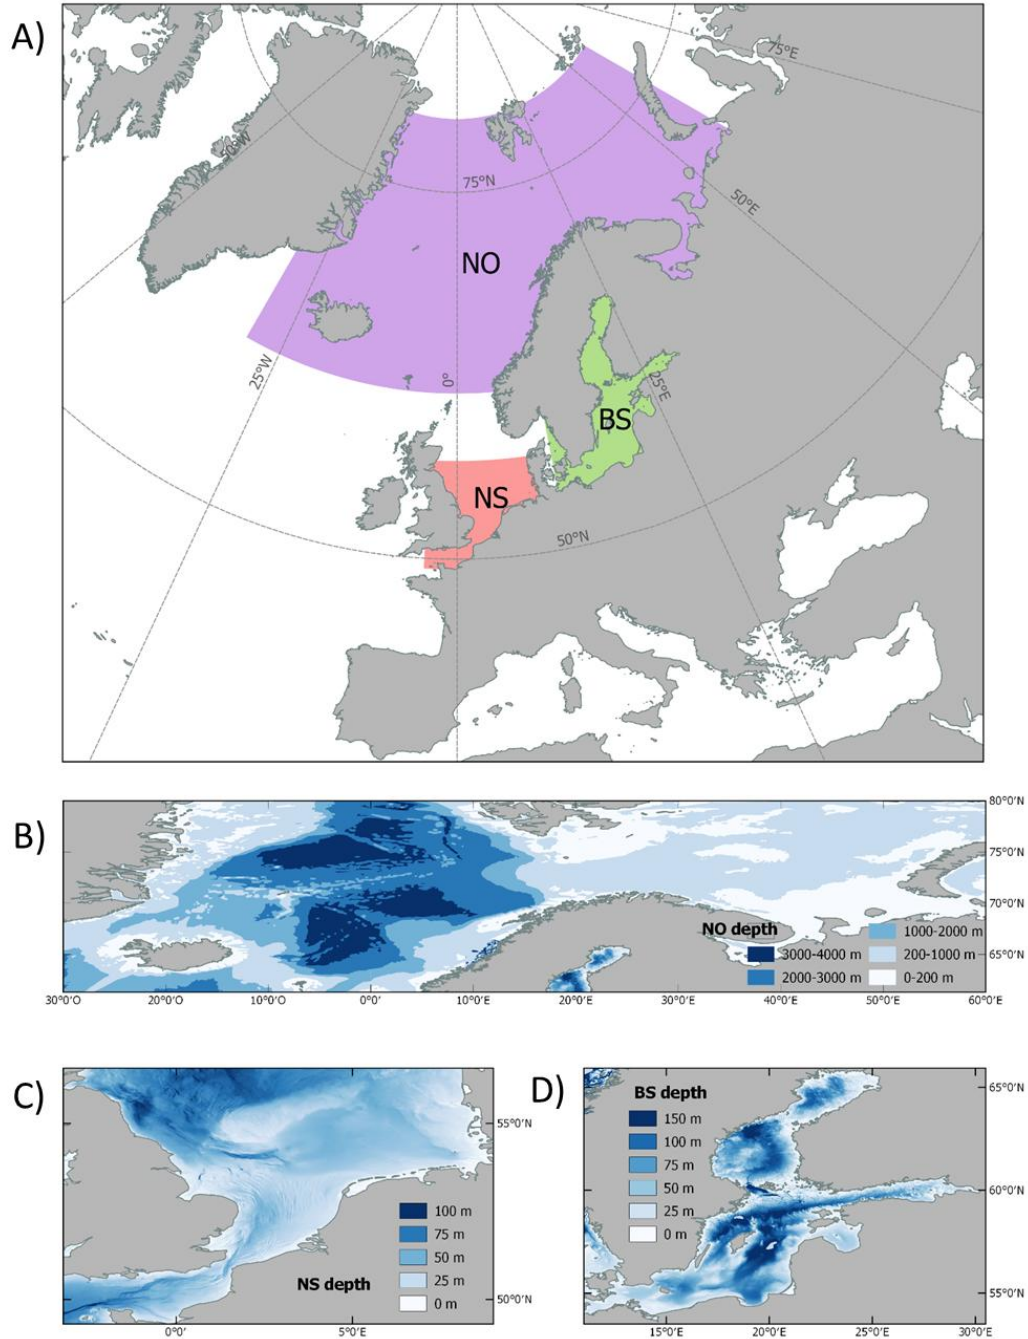 A)
75°E
50°W
75°N
50°E
NO
25°W
0°
25°E
BS
NS
50°N
B)
80°0'N
75°0'N
70°0'N
65°0'N
NO depth
3000-4000 m
2000-3000 m
1000-2000 m
200-1000 m
0-200 m
30°0'0
20°0'0
10°0'0
0°0'
10°0'E
20°0'E
30°0'E
40°0'E
50°0'E
60°0'E
C)
55°0'N
100 m
75 m
50 m
25 m
0 m
NS depth
50°0'N
0°0'
5°0'E
D)
BS depth
150 m
100 m
75 m
50 m
25 m
0 m
65°0'N
60°0'N
55°0'N
15°0'E
20°0'E
25°0'E
30°0'E